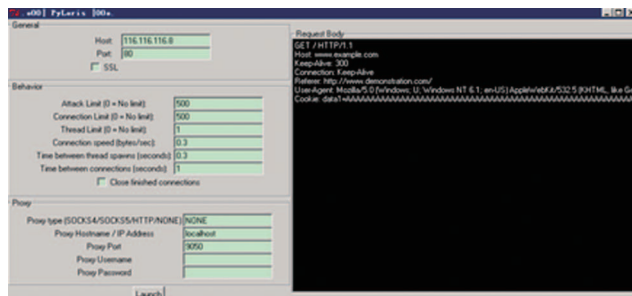 PyLoris
General
Host: 116.116.116.8
Port: 80
SSL
Behavior
Attack Limit (0 = No limit): 500
Connection Limit (0 = No limit): 500
Thread Limit (0 = No limit): 1
Connection speed (bytes/sec): 0.3
Time between thread spawns (seconds): 0.3
Time between connections (seconds): 1
Close finished connections
Proxy
Proxy type (SOCKS4/SOCKS5/HTTP/NONE) NONE
Proxy Hostname / IP Address localhost
Proxy Port 9050
Proxy Username
Proxy Password
Launch
Request Body
GET / HTTP/1.1
Host: www.example.com
Keep-Alive: 300
Connection: Keep-Alive
Referer: http://www.demonstration.com/
User-Agent: Mozilla/5.0 (Windows; U; Windows NT 6.1; en-US) AppleWebKit/532.5 (KHTML, like Ge